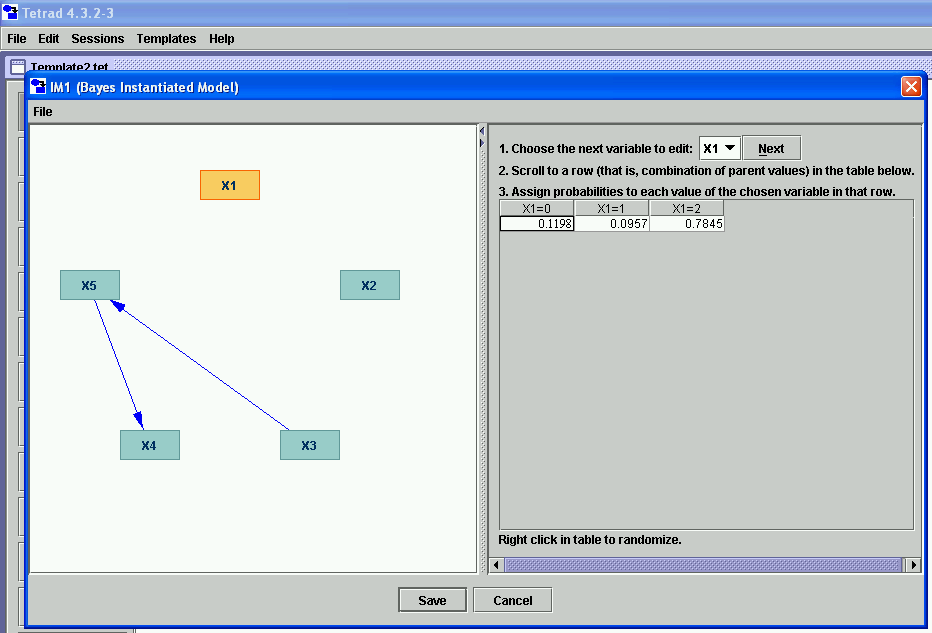 Tetrad 4.3.2-3
File Edit Sessions Templates Help
Template2.tet
IM1 (Bayes Instantiated Model)
File
X1
X5
X2
X4
X3
1. Choose the next variable to edit: X1 Next
2. Scroll to a row (that is, combination of parent values) in the table below.
3. Assign probabilities to each value of the chosen variable in that row.
X1=0 X1=1 X1=2
0.1198 0.0957 0.7845
Right click in table to randomize.
Save Cancel